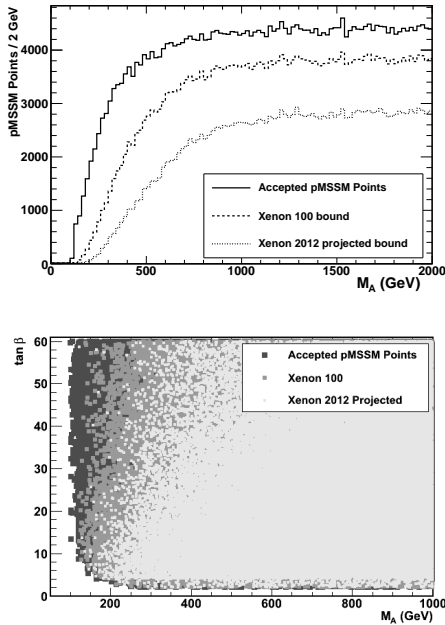 pMSSM Points / 2 GeV
4000
3000
2000
1000
0
Accepted pMSSM Points
Xenon 100 bound
Xenon 2012 projected bound
0 500 1000 1500 2000
M_A (GeV)
tan β
60
50
40
30
20
10
0
Accepted pMSSM Points
Xenon 100
Xenon 2012 Projected
200 400 600 800 1000
M_A (GeV)